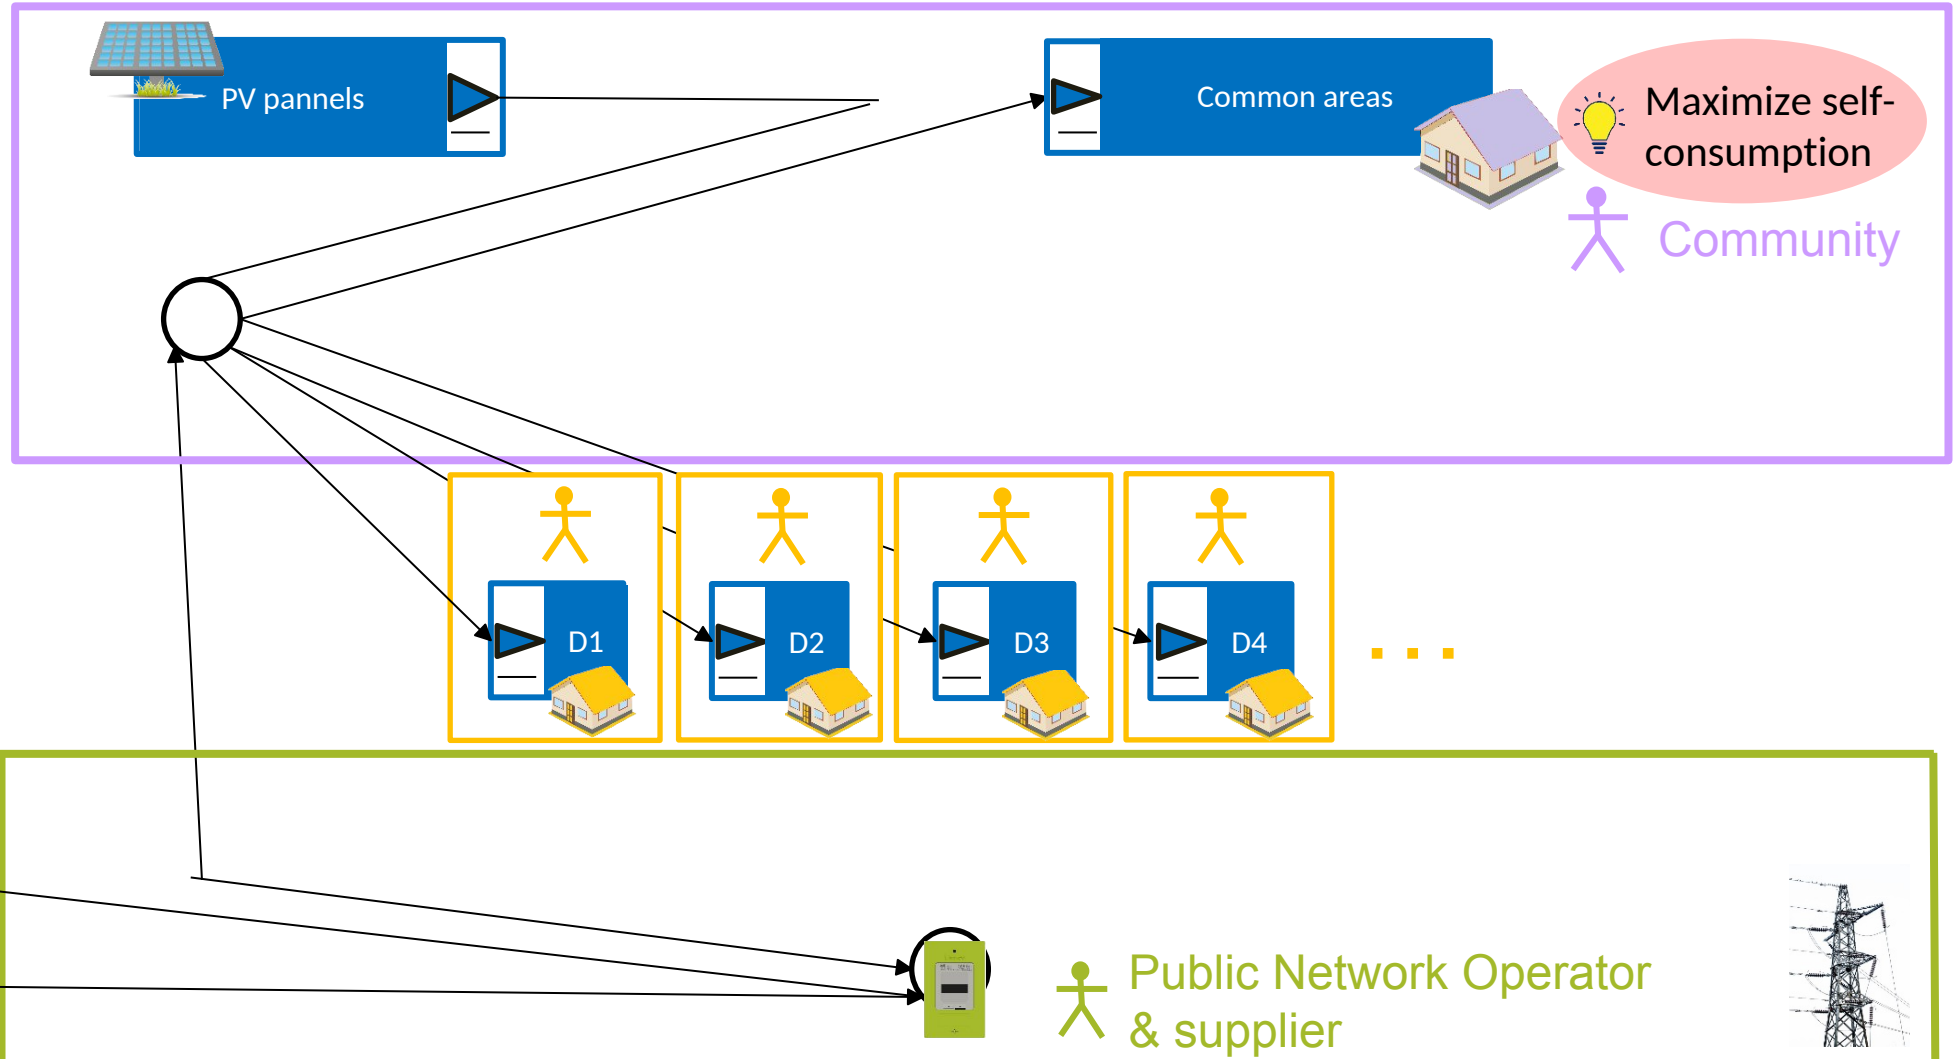 PV pannels
Common areas
Maximize self-
consumption
Community
D1
D2
D3
D4
...
Public Network Operator
& supplier